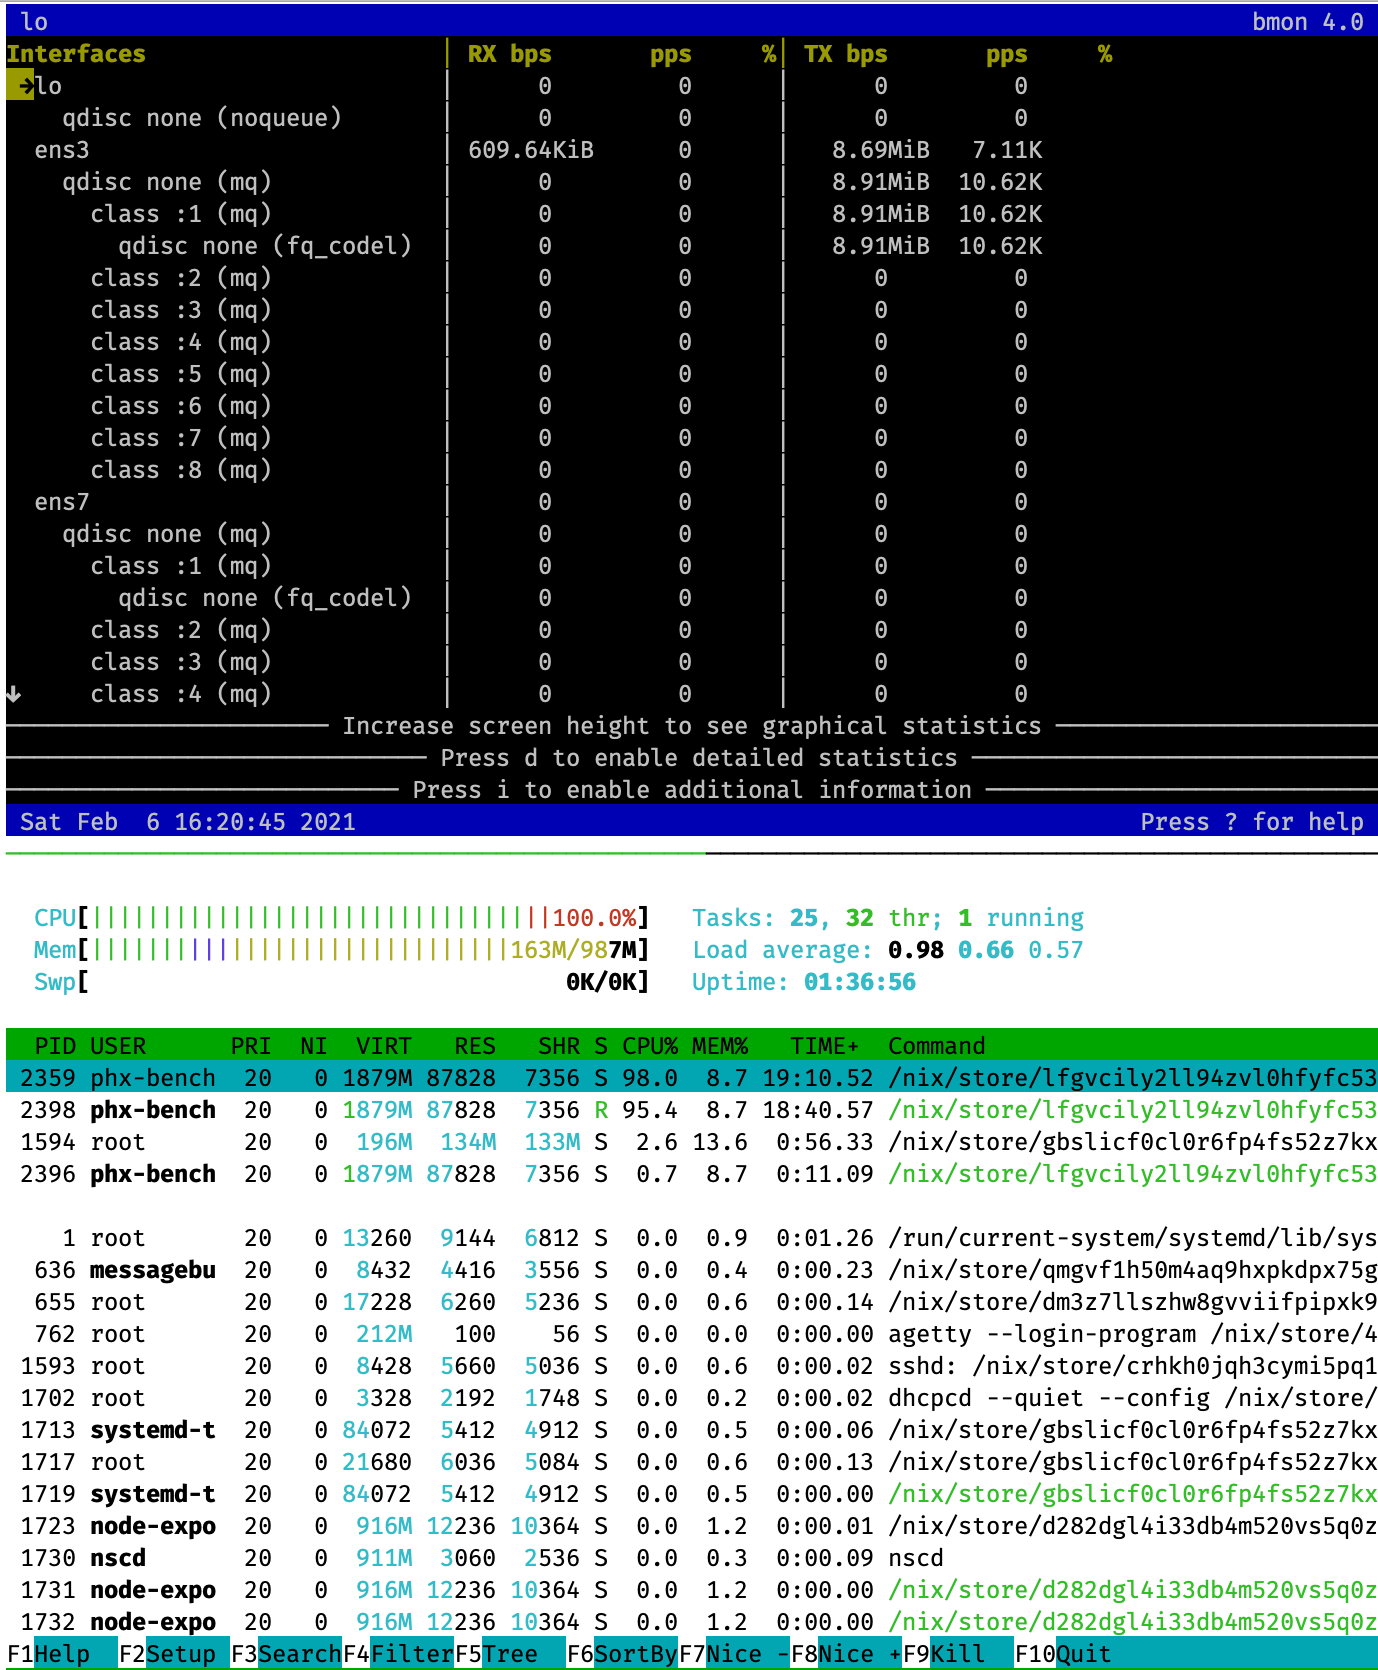 lo bmon 4.0
Interfaces RX bps pps % TX bps pps %
→lo 0 0 0 0
qdisc none (noqueue) 0 0 0 0
ens3 609.64KiB 0 8.69MiB 7.11K
qdisc none (mq) 0 0 8.91MiB 10.62K
class :1 (mq) 0 0 8.91MiB 10.62K
qdisc none (fq_codel) 0 0 8.91MiB 10.62K
class :2 (mq) 0 0 0 0
class :3 (mq) 0 0 0 0
class :4 (mq) 0 0 0 0
class :5 (mq) 0 0 0 0
class :6 (mq) 0 0 0 0
class :7 (mq) 0 0 0 0
class :8 (mq) 0 0 0 0
ens7 0 0 0 0
qdisc none (mq) 0 0 0 0
class :1 (mq) 0 0 0 0
qdisc none (fq_codel) 0 0 0 0
class :2 (mq) 0 0 0 0
class :3 (mq) 0 0 0 0
↓ class :4 (mq) 0 0 0 0
Increase screen height to see graphical statistics
Press d to enable detailed statistics
Press i to enable additional information
Sat Feb 6 16:20:45 2021 Press ? for help
CPU[||||||||||||||||||||||||||||||||||100.0%] Tasks: 25, 32 thr; 1 running
Mem[||||||||||||||||||||||||||||||163M/987M] Load average: 0.98 0.66 0.57
Swp[ 0K/0K] Uptime: 01:36:56
PID USER PRI NI VIRT RES SHR S CPU% MEM% TIME+ Command
2359 phx-bench 20 0 1879M 87828 7356 S 98.0 8.7 19:10.52 /nix/store/lfgvcily2ll94zvl0hfyfc53
2398 phx-bench 20 0 1879M 87828 7356 R 95.4 8.7 18:40.57 /nix/store/lfgvcily2ll94zvl0hfyfc53
1594 root 20 0 196M 134M 133M S 2.6 13.6 0:56.33 /nix/store/gbslicf0cl0r6fp4fs52z7kx
2396 phx-bench 20 0 1879M 87828 7356 S 0.7 8.7 0:11.09 /nix/store/lfgvcily2ll94zvl0hfyfc53
1 root 20 0 13260 9144 6812 S 0.0 0.9 0:01.26 /run/current-system/systemd/lib/sys
636 messagebu 20 0 8432 4416 3556 S 0.0 0.4 0:00.23 /nix/store/qmgvf1h50m4aq9hxpkdpx75g
655 root 20 0 17228 6260 5236 S 0.0 0.6 0:00.14 /nix/store/dm3z7llszhw8gvviifpipxk9
762 root 20 0 212M 100 56 S 0.0 0.0 0:00.00 agetty --login-program /nix/store/4
1593 root 20 0 8428 5660 5036 S 0.0 0.6 0:00.02 sshd: /nix/store/crhkh0jqh3cymi5pq1
1702 root 20 0 3328 2192 1748 S 0.0 0.2 0:00.02 dhcpcd --quiet --config /nix/store/
1713 systemd-t 20 0 84072 5412 4912 S 0.0 0.5 0:00.06 /nix/store/gbslicf0cl0r6fp4fs52z7kx
1717 root 20 0 21680 6036 5084 S 0.0 0.6 0:00.13 /nix/store/gbslicf0cl0r6fp4fs52z7kx
1719 systemd-t 20 0 84072 5412 4912 S 0.0 0.5 0:00.00 /nix/store/gbslicf0cl0r6fp4fs52z7kx
1723 node-expo 20 0 916M 12236 10364 S 0.0 1.2 0:00.01 /nix/store/d282dgl4i33db4m520vs5q0z
1730 nscd 20 0 911M 3060 2536 S 0.0 0.3 0:00.09 nscd
1731 node-expo 20 0 916M 12236 10364 S 0.0 1.2 0:00.00 /nix/store/d282dgl4i33db4m520vs5q0z
1732 node-expo 20 0 916M 12236 10364 S 0.0 1.2 0:00.00 /nix/store/d282dgl4i33db4m520vs5q0z
F1Help F2Setup F3SearchF4FilterF5Tree F6SortByF7Nice -F8Nice +F9Kill F10Quit